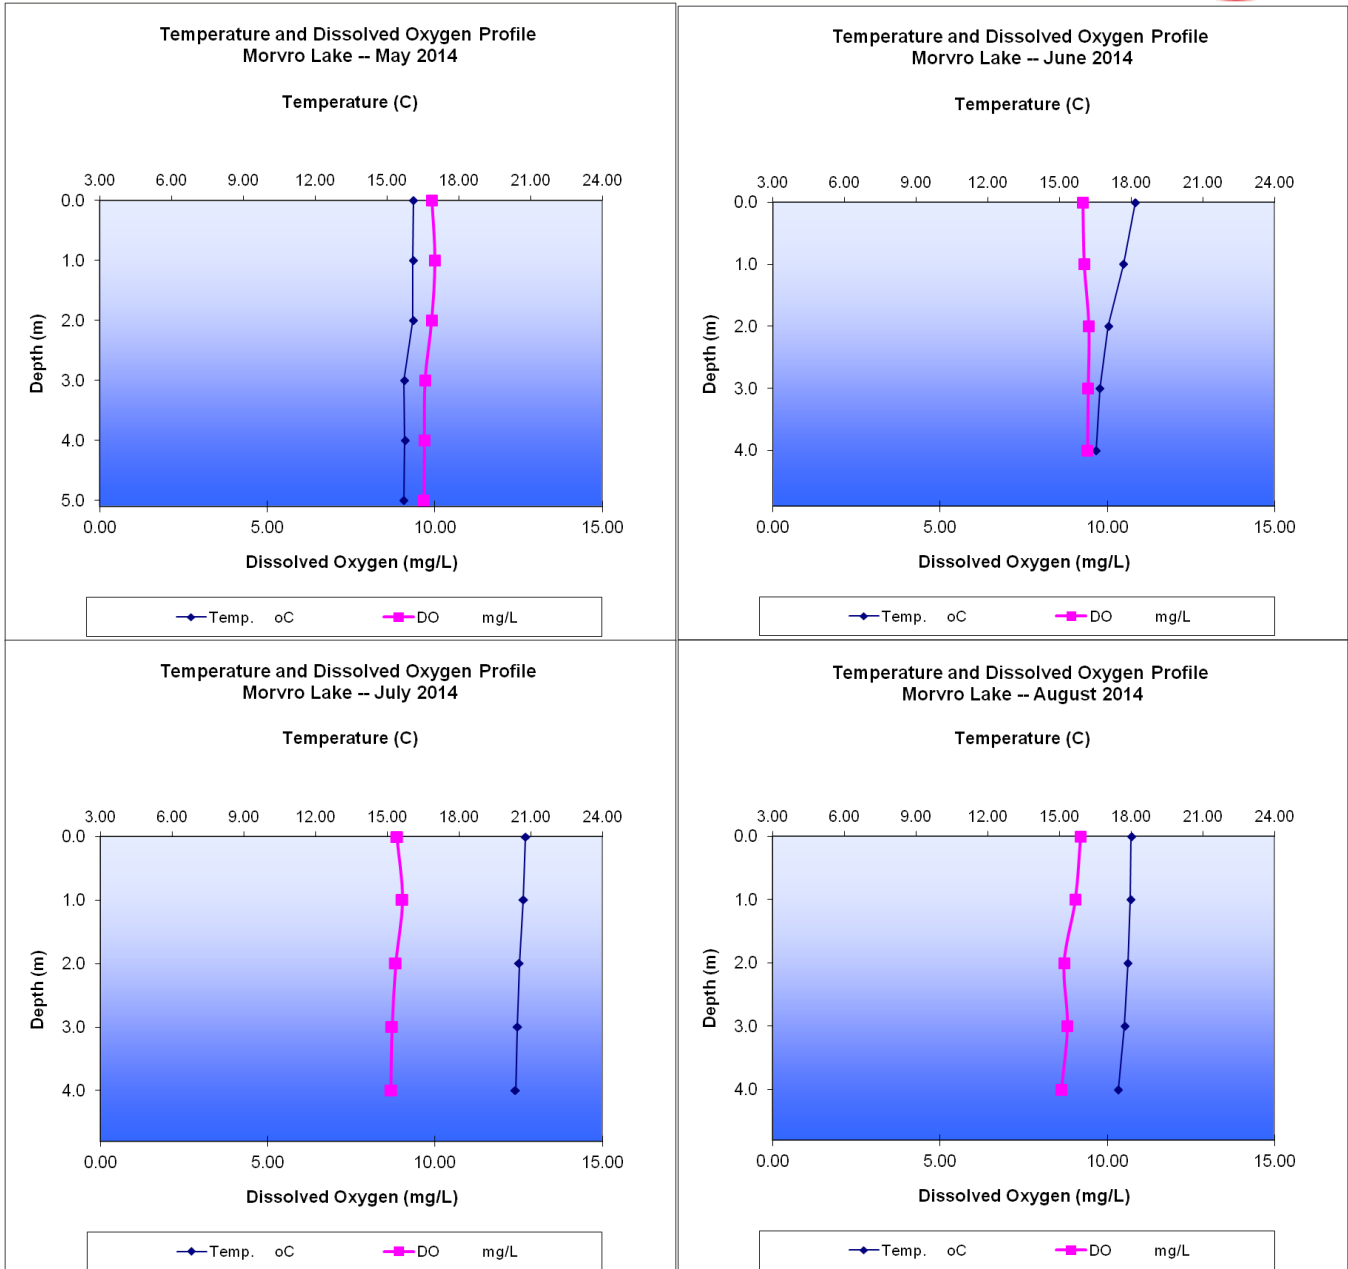 Temperature and Dissolved Oxygen Profile
Morvro Lake -- May 2014
Temperature (C)
3.00 6.00 9.00 12.00 15.00 18.00 21.00 24.00
0.0
1.0
2.0
3.0
4.0
5.0
Depth (m)
0.00 5.00 10.00 15.00
Dissolved Oxygen (mg/L)
Temp. oC DO mg/L
Temperature and Dissolved Oxygen Profile
Morvro Lake -- June 2014
Temperature (C)
3.00 6.00 9.00 12.00 15.00 18.00 21.00 24.00
0.0
1.0
2.0
3.0
4.0
Depth (m)
0.00 5.00 10.00 15.00
Dissolved Oxygen (mg/L)
Temp. oC DO mg/L
Temperature and Dissolved Oxygen Profile
Morvro Lake -- July 2014
Temperature (C)
3.00 6.00 9.00 12.00 15.00 18.00 21.00 24.00
0.0
1.0
2.0
3.0
4.0
Depth (m)
0.00 5.00 10.00 15.00
Dissolved Oxygen (mg/L)
Temp. oC DO mg/L
Temperature and Dissolved Oxygen Profile
Morvro Lake -- August 2014
Temperature (C)
3.00 6.00 9.00 12.00 15.00 18.00 21.00 24.00
0.0
1.0
2.0
3.0
4.0
Depth (m)
0.00 5.00 10.00 15.00
Dissolved Oxygen (mg/L)
Temp. oC DO mg/L